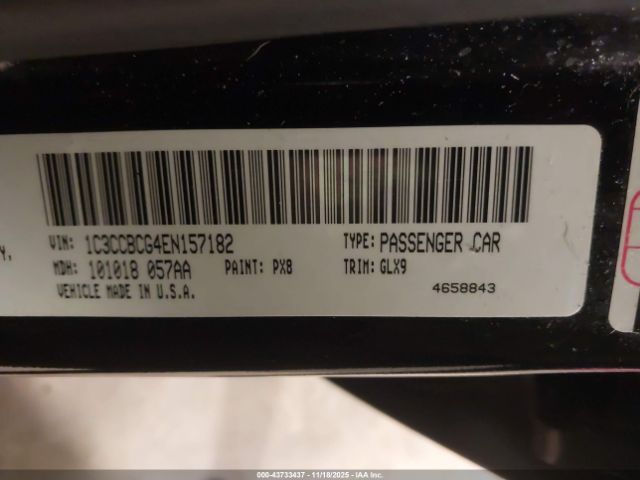 Y,
VIN: 1C3CCBCG4EN157182 TYPE: PASSENGER CAR
MDH: 101018 057AA PAINT: PX8 TRIM: GLX9
VEHICLE MADE IN U.S.A. 4658843
000-43733437 - 11/18/2025 - IAA Inc.